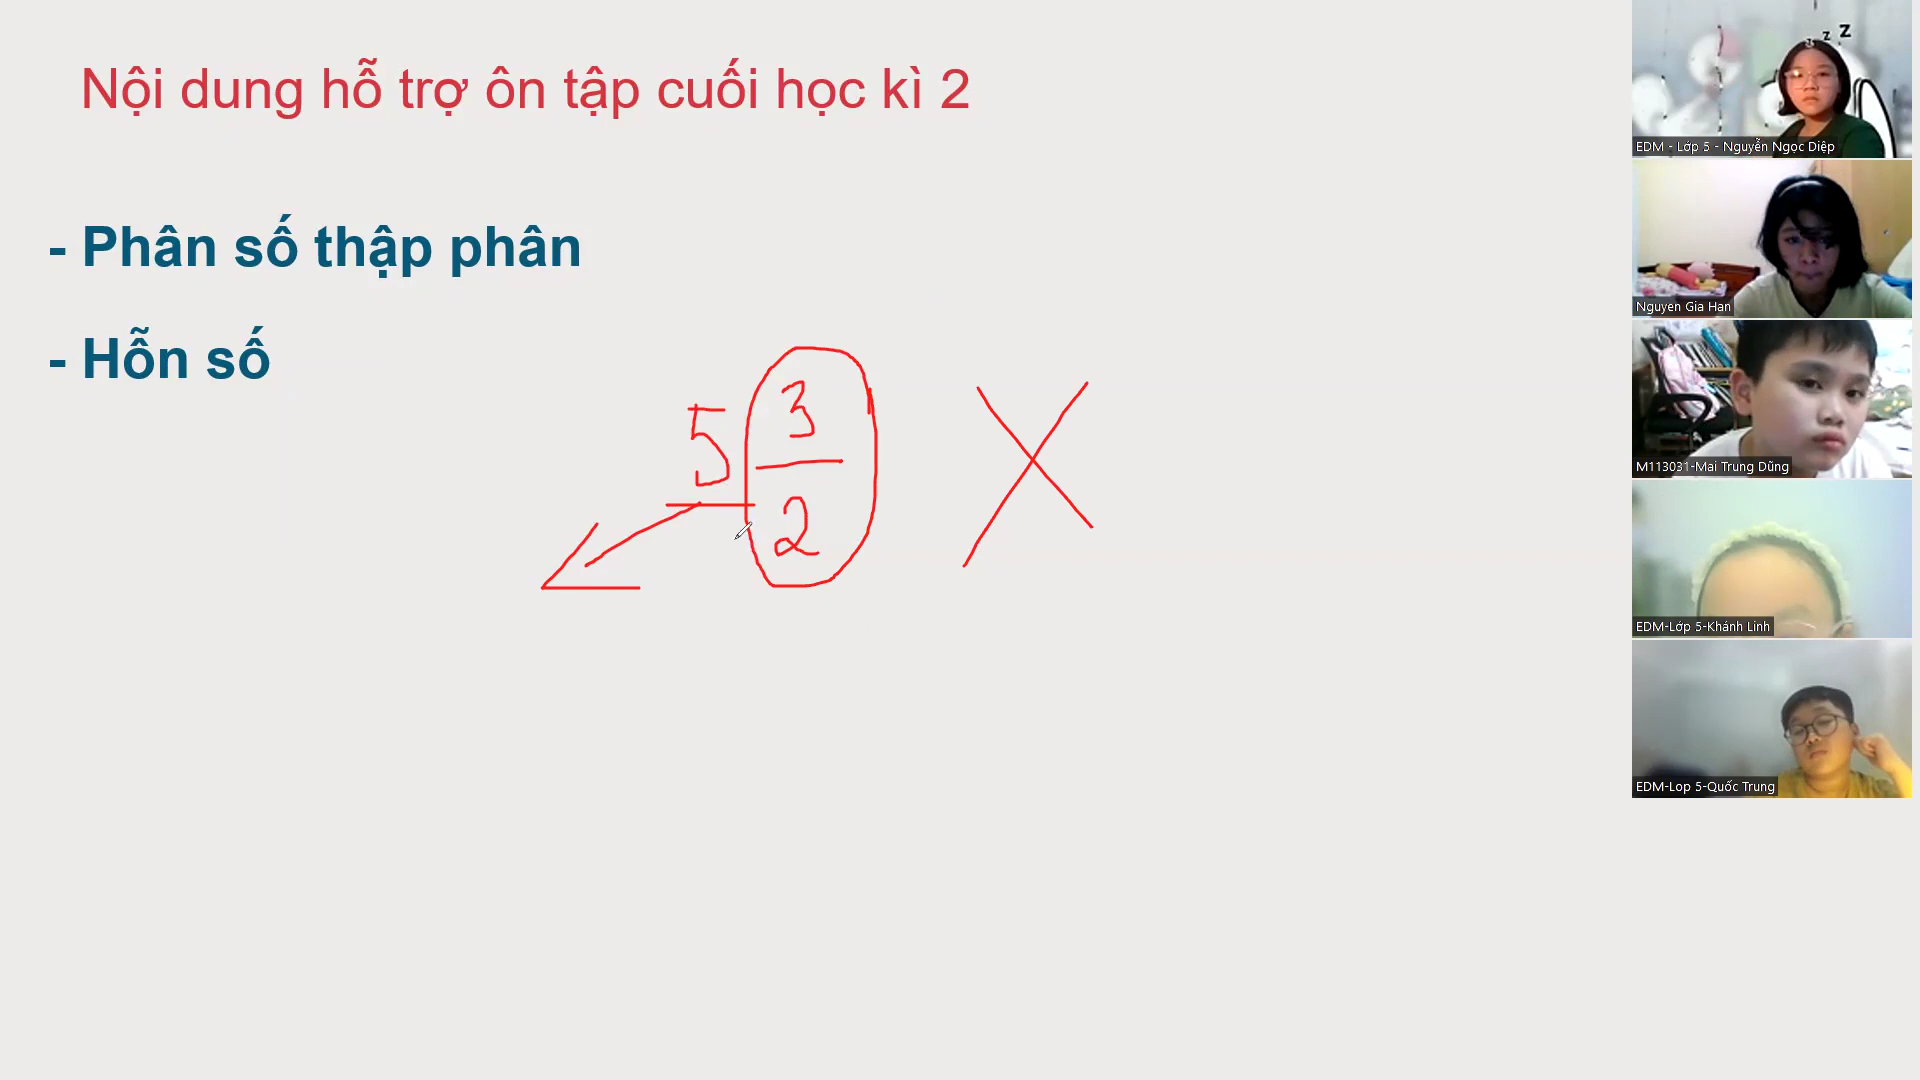 Nội dung hỗ trợ ôn tập cuối học kì 2
- Phân số thập phân
- Hỗn số
5 3/2
z z Z
EDM - Lớp 5 - Nguyễn Ngọc Diệp
Nguyen Gia Han
M113031-Mai Trung Dũng
EDM-Lớp 5-Khánh Linh
EDM-Lop 5-Quốc Trung